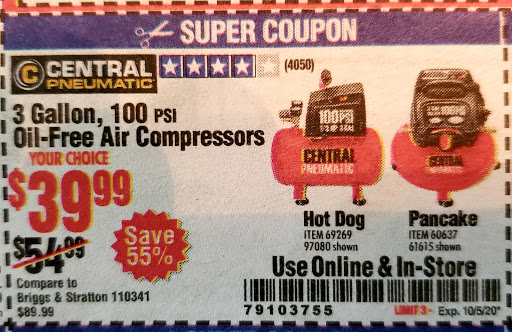 SUPER COUPON
C CENTRAL PNEUMATIC (4050)
3 Gallon, 100 PSI
Oil-Free Air Compressors
YOUR CHOICE
$39.99
$54.99
Save 55%
Compare to
Briggs & Stratton 110341
$89.99
100 PSI
CENTRAL
PNEUMATIC
CENTRAL
PNEUMATIC
Hot Dog
ITEM 69269
97080 shown
Pancake
ITEM 60637
61615 shown
Use Online & In-Store
79103755
LIMIT 3 - Exp. 10/5/20*